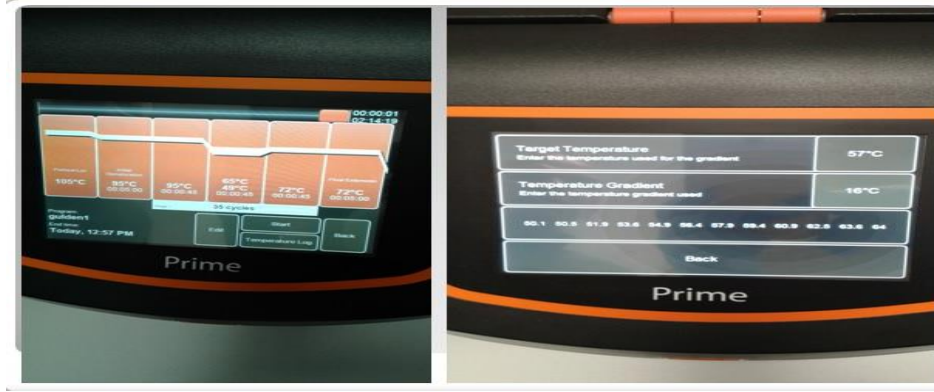 00:00:01
02:14:19
105°C
95°C
00:05:00
95°C
00:00:45
65°C
49°C
00:00:45
72°C
00:00:45
Final Extension
72°C
00:05:00
35 cycles
Program:
gulden1
End time:
Today, 12:57 PM
Edit
Start
Temperature Log
Back
Prime
Target Temperature
Enter the temperature used for the gradient
57°C
Temperature Gradient
Enter the temperature gradient used
16°C
50.1 50.5 51.9 53.6 54.9 56.4 57.9 59.4 60.9 62.5 63.6 64
Back
Prime